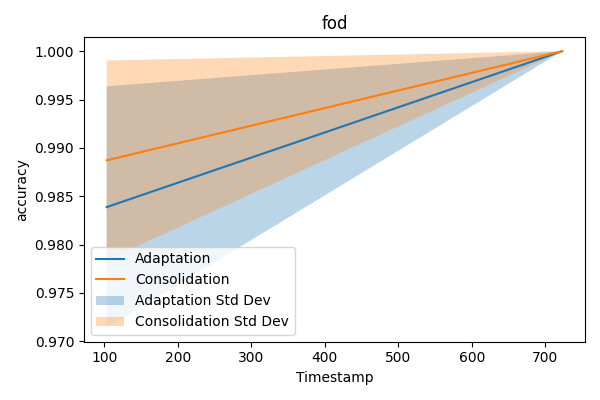 fod
1.000
0.995
0.990
0.985
0.980
0.975
0.970
accuracy
Adaptation
Consolidation
Adaptation Std Dev
Consolidation Std Dev
100 200 300 400 500 600 700
Timestamp